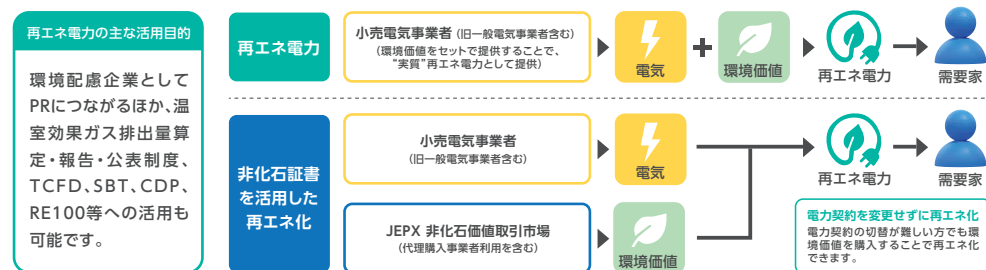 再エネ電力の主な活用目的
環境配慮企業として
PRにつながるほか、温
室効果ガス排出量算
定・報告・公表制度、
TCFD、SBT、CDP、
RE100等への活用も
可能です。
再エネ電力
小売電気事業者（旧一般電気事業者含む）
（環境価値をセットで提供することで、
“実質”再エネ電力として提供）
電気
環境価値
再エネ電力
需要家
非化石証書
を活用した
再エネ化
小売電気事業者
（旧一般電気事業者含む）
電気
JEPX 非化石価値取引市場
（代理購入事業者利用を含む）
環境価値
再エネ電力
需要家
電力契約を変更せずに再エネ化
電力契約の切替が難しい方でも環
境価値を購入することで再エネ化
できます。